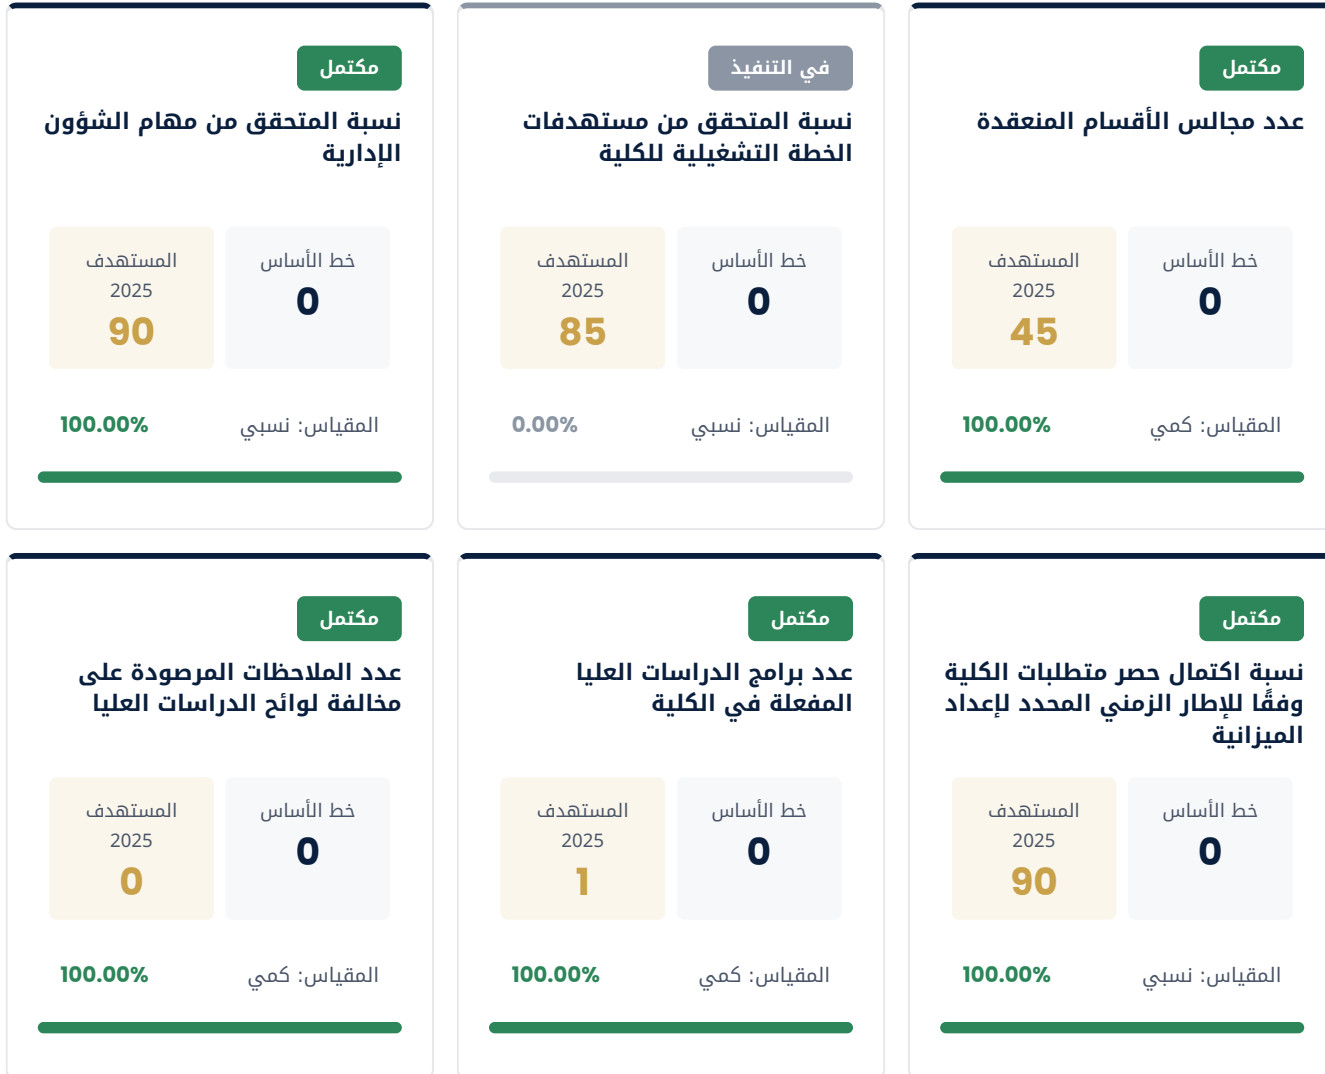 مكتمل
عدد مجالس الأقسام المنعقدة
خط الأساس
0
المستهدف
2025
45
المقياس: كمي
100.00%
في التنفيذ
نسبة المتحقق من مستهدفات
الخطة التشغيلية للكلية
خط الأساس
0
المستهدف
2025
85
المقياس: نسبي
0.00%
مكتمل
نسبة المتحقق من مهام الشؤون
الإدارية
خط الأساس
0
المستهدف
2025
90
المقياس: نسبي
100.00%
مكتمل
نسبة اكتمال حصر متطلبات الكلية
وفقًا للإطار الزمني المحدد لإعداد
الميزانية
خط الأساس
0
المستهدف
2025
90
المقياس: نسبي
100.00%
مكتمل
عدد برامج الدراسات العليا
المفعلة في الكلية
خط الأساس
0
المستهدف
2025
1
المقياس: كمي
100.00%
مكتمل
عدد الملاحظات المرصودة على
مخالفة لوائح الدراسات العليا
خط الأساس
0
المستهدف
2025
0
المقياس: كمي
100.00%